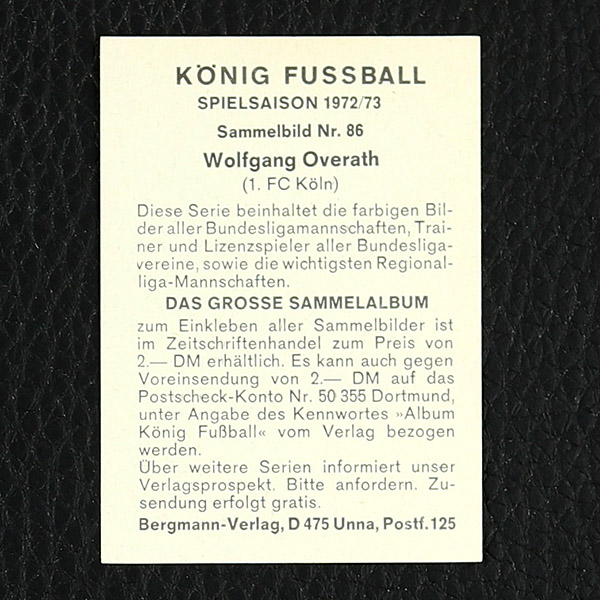 KÖNIG FUSSBALL
SPIELSAISON 1972/73
Sammelbild Nr. 86
Wolfgang Overath
(1. FC Köln)
Diese Serie beinhaltet die farbigen Bil-
der aller Bundesligamannschaften, Trai-
ner und Lizenzspieler aller Bundesliga-
vereine, sowie die wichtigsten Regional-
liga-Mannschaften.
DAS GROSSE SAMMELALBUM
zum Einkleben aller Sammelbilder ist
im Zeitschriftenhandel zum Preis von
2.— DM erhältlich. Es kann auch gegen
Voreinsendung von 2.— DM auf das
Postscheck-Konto Nr. 50 355 Dortmund,
unter Angabe des Kennwortes »Album
König Fußball« vom Verlag bezogen
werden.
Über weitere Serien informiert unser
Verlagsprospekt. Bitte anfordern. Zu-
sendung erfolgt gratis.
Bergmann-Verlag, D 475 Unna, Postf. 125